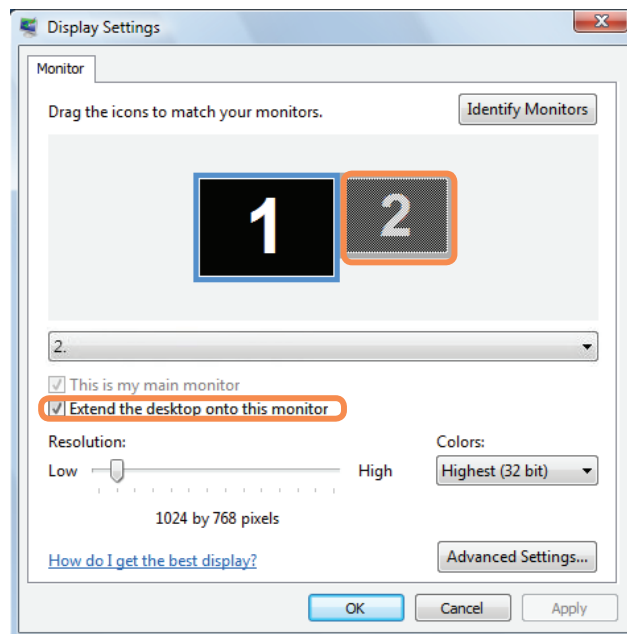 Display Settings
Monitor
Drag the icons to match your monitors.
Identify Monitors
1
2
2.
This is my main monitor
Extend the desktop onto this monitor
Resolution:
Colors:
Low
High
Highest (32 bit)
1024 by 768 pixels
How do I get the best display?
Advanced Settings...
OK
Cancel
Apply